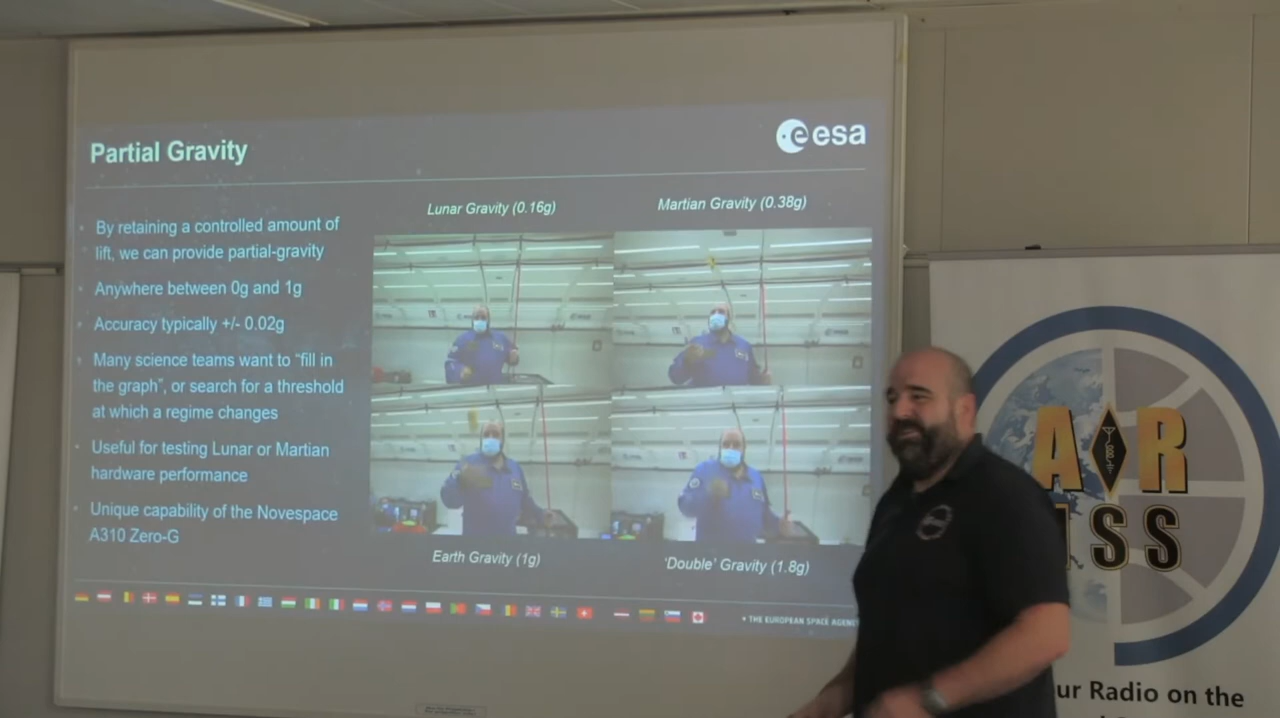 Partial Gravity
esa
By retaining a controlled amount of
lift, we can provide partial-gravity
Anywhere between 0g and 1g
Accuracy typically +/- 0.02g
Many science teams want to “fill in
the graph”, or search for a threshold
at which a regime changes
Useful for testing Lunar or Martian
hardware performance
Unique capability of the Novespace
A310 Zero-G
Lunar Gravity (0.16g)
Martian Gravity (0.38g)
Earth Gravity (1g)
‘Double’ Gravity (1.8g)
THE EUROPEAN SPACE AGENC
A R
ISS
ur Radio on the